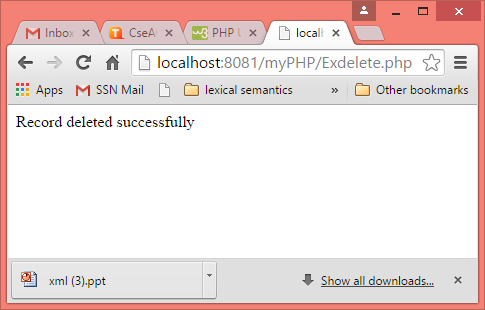 Inbox CseA PHP U local
localhost:8081/myPHP/Exdelete.php
Apps SSN Mail lexical semantics » Other bookmarks
Record deleted successfully
xml (3).ppt Show all downloads...